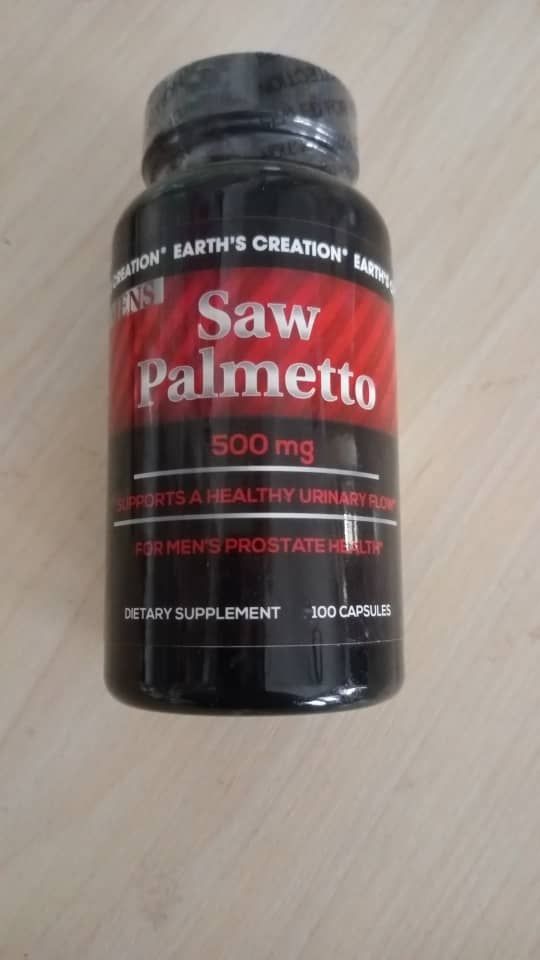 CREATION* EARTH'S CREATION* EARTH'S
MENS
Saw
Palmetto
500 mg
*SUPPORTS A HEALTHY URINARY FLOW*
FOR MEN'S PROSTATE HEALTH*
DIETARY SUPPLEMENT 100 CAPSULES